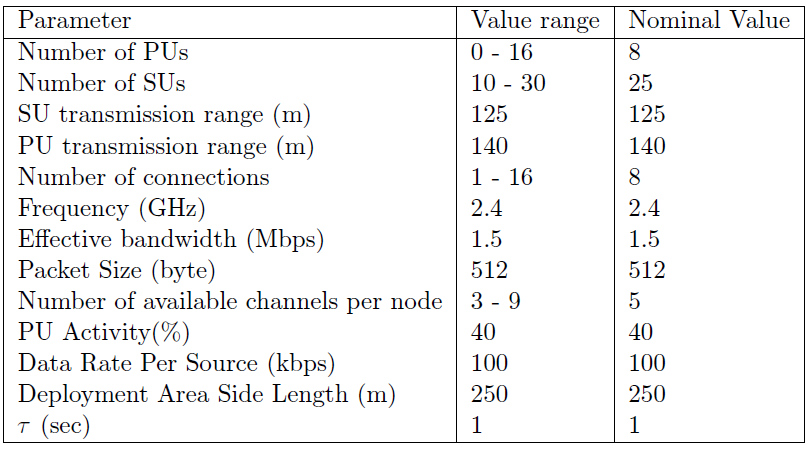 Parameter Value range Nominal Value
Number of PUs 0 - 16 8
Number of SUs 10 - 30 25
SU transmission range (m) 125 125
PU transmission range (m) 140 140
Number of connections 1 - 16 8
Frequency (GHz) 2.4 2.4
Effective bandwidth (Mbps) 1.5 1.5
Packet Size (byte) 512 512
Number of available channels per node 3 - 9 5
PU Activity(%) 40 40
Data Rate Per Source (kbps) 100 100
Deployment Area Side Length (m) 250 250
τ (sec) 1 1